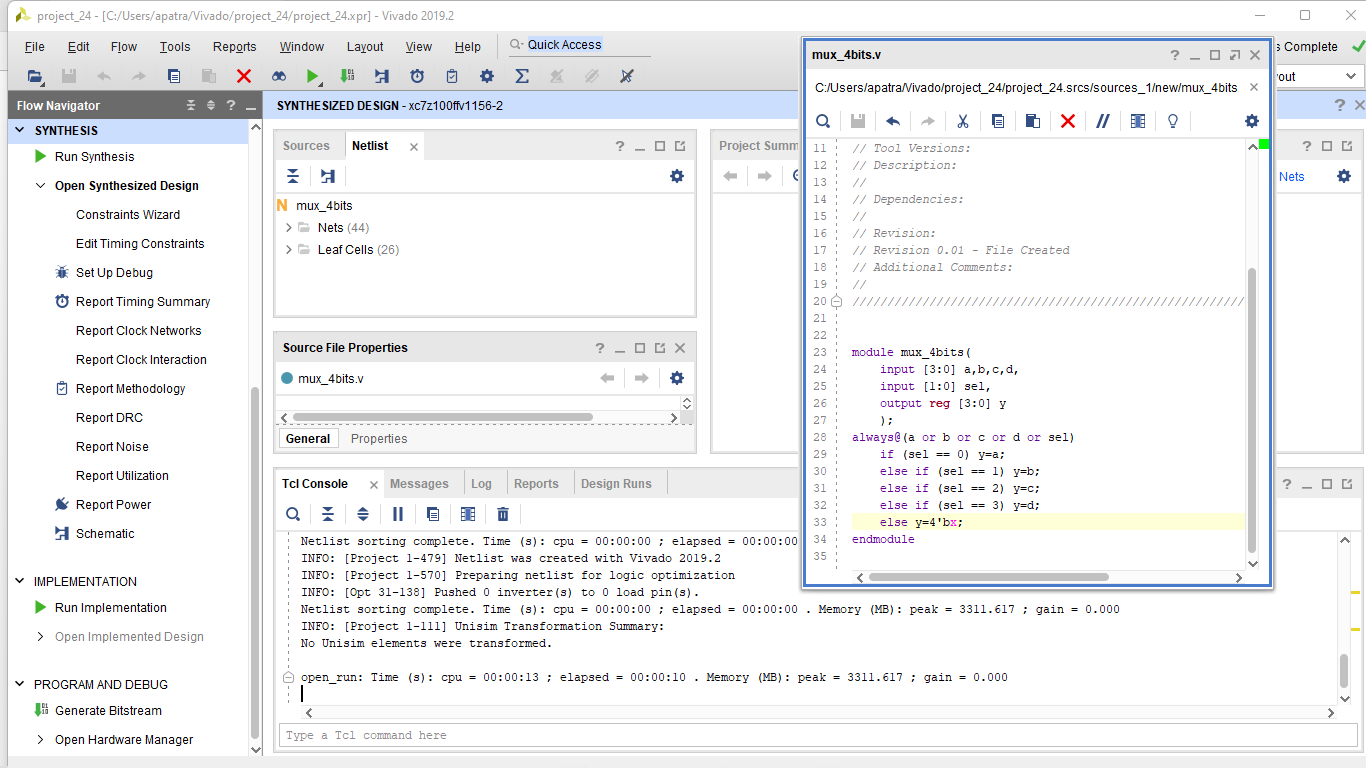 project_24 - [C:/Users/apatra/Vivado/project_24/project_24.xpr] - Vivado 2019.2
File Edit Flow Tools Reports Window Layout View Help Quick Access
s Complete
out
Flow Navigator
SYNTHESIS
Run Synthesis
Open Synthesized Design
Constraints Wizard
Edit Timing Constraints
Set Up Debug
Report Timing Summary
Report Clock Networks
Report Clock Interaction
Report Methodology
Report DRC
Report Noise
Report Utilization
Report Power
Schematic
IMPLEMENTATION
Run Implementation
Open Implemented Design
PROGRAM AND DEBUG
Generate Bitstream
Open Hardware Manager
SYNTHESIZED DESIGN - xc7z100ffv1156-2
Sources Netlist
mux_4bits
Nets (44)
Leaf Cells (26)
Source File Properties
mux_4bits.v
General Properties
Project Summ
Nets
Tcl Console Messages Log Reports Design Runs
Netlist sorting complete. Time (s): cpu = 00:00:00 ; elapsed = 00:00:00
INFO: [Project 1-479] Netlist was created with Vivado 2019.2
INFO: [Project 1-570] Preparing netlist for logic optimization
INFO: [Opt 31-138] Pushed 0 inverter(s) to 0 load pin(s).
Netlist sorting complete. Time (s): cpu = 00:00:00 ; elapsed = 00:00:00 . Memory (MB): peak = 3311.617 ; gain = 0.000
INFO: [Project 1-111] Unisim Transformation Summary:
No Unisim elements were transformed.
open_run: Time (s): cpu = 00:00:13 ; elapsed = 00:00:10 . Memory (MB): peak = 3311.617 ; gain = 0.000
Type a Tcl command here
mux_4bits.v
C:/Users/apatra/Vivado/project_24/project_24.srcs/sources_1/new/mux_4bits
11 // Tool Versions:
12 // Description:
13 //
14 // Dependencies:
15 //
16 // Revision:
17 // Revision 0.01 - File Created
18 // Additional Comments:
19 //
20 ////////////////////////////////////////////////////////
21
22
23 module mux_4bits(
24 input [3:0] a,b,c,d,
25 input [1:0] sel,
26 output reg [3:0] y
27 );
28 always@(a or b or c or d or sel)
29 if (sel == 0) y=a;
30 else if (sel == 1) y=b;
31 else if (sel == 2) y=c;
32 else if (sel == 3) y=d;
33 else y=4'bx;
34 endmodule
35